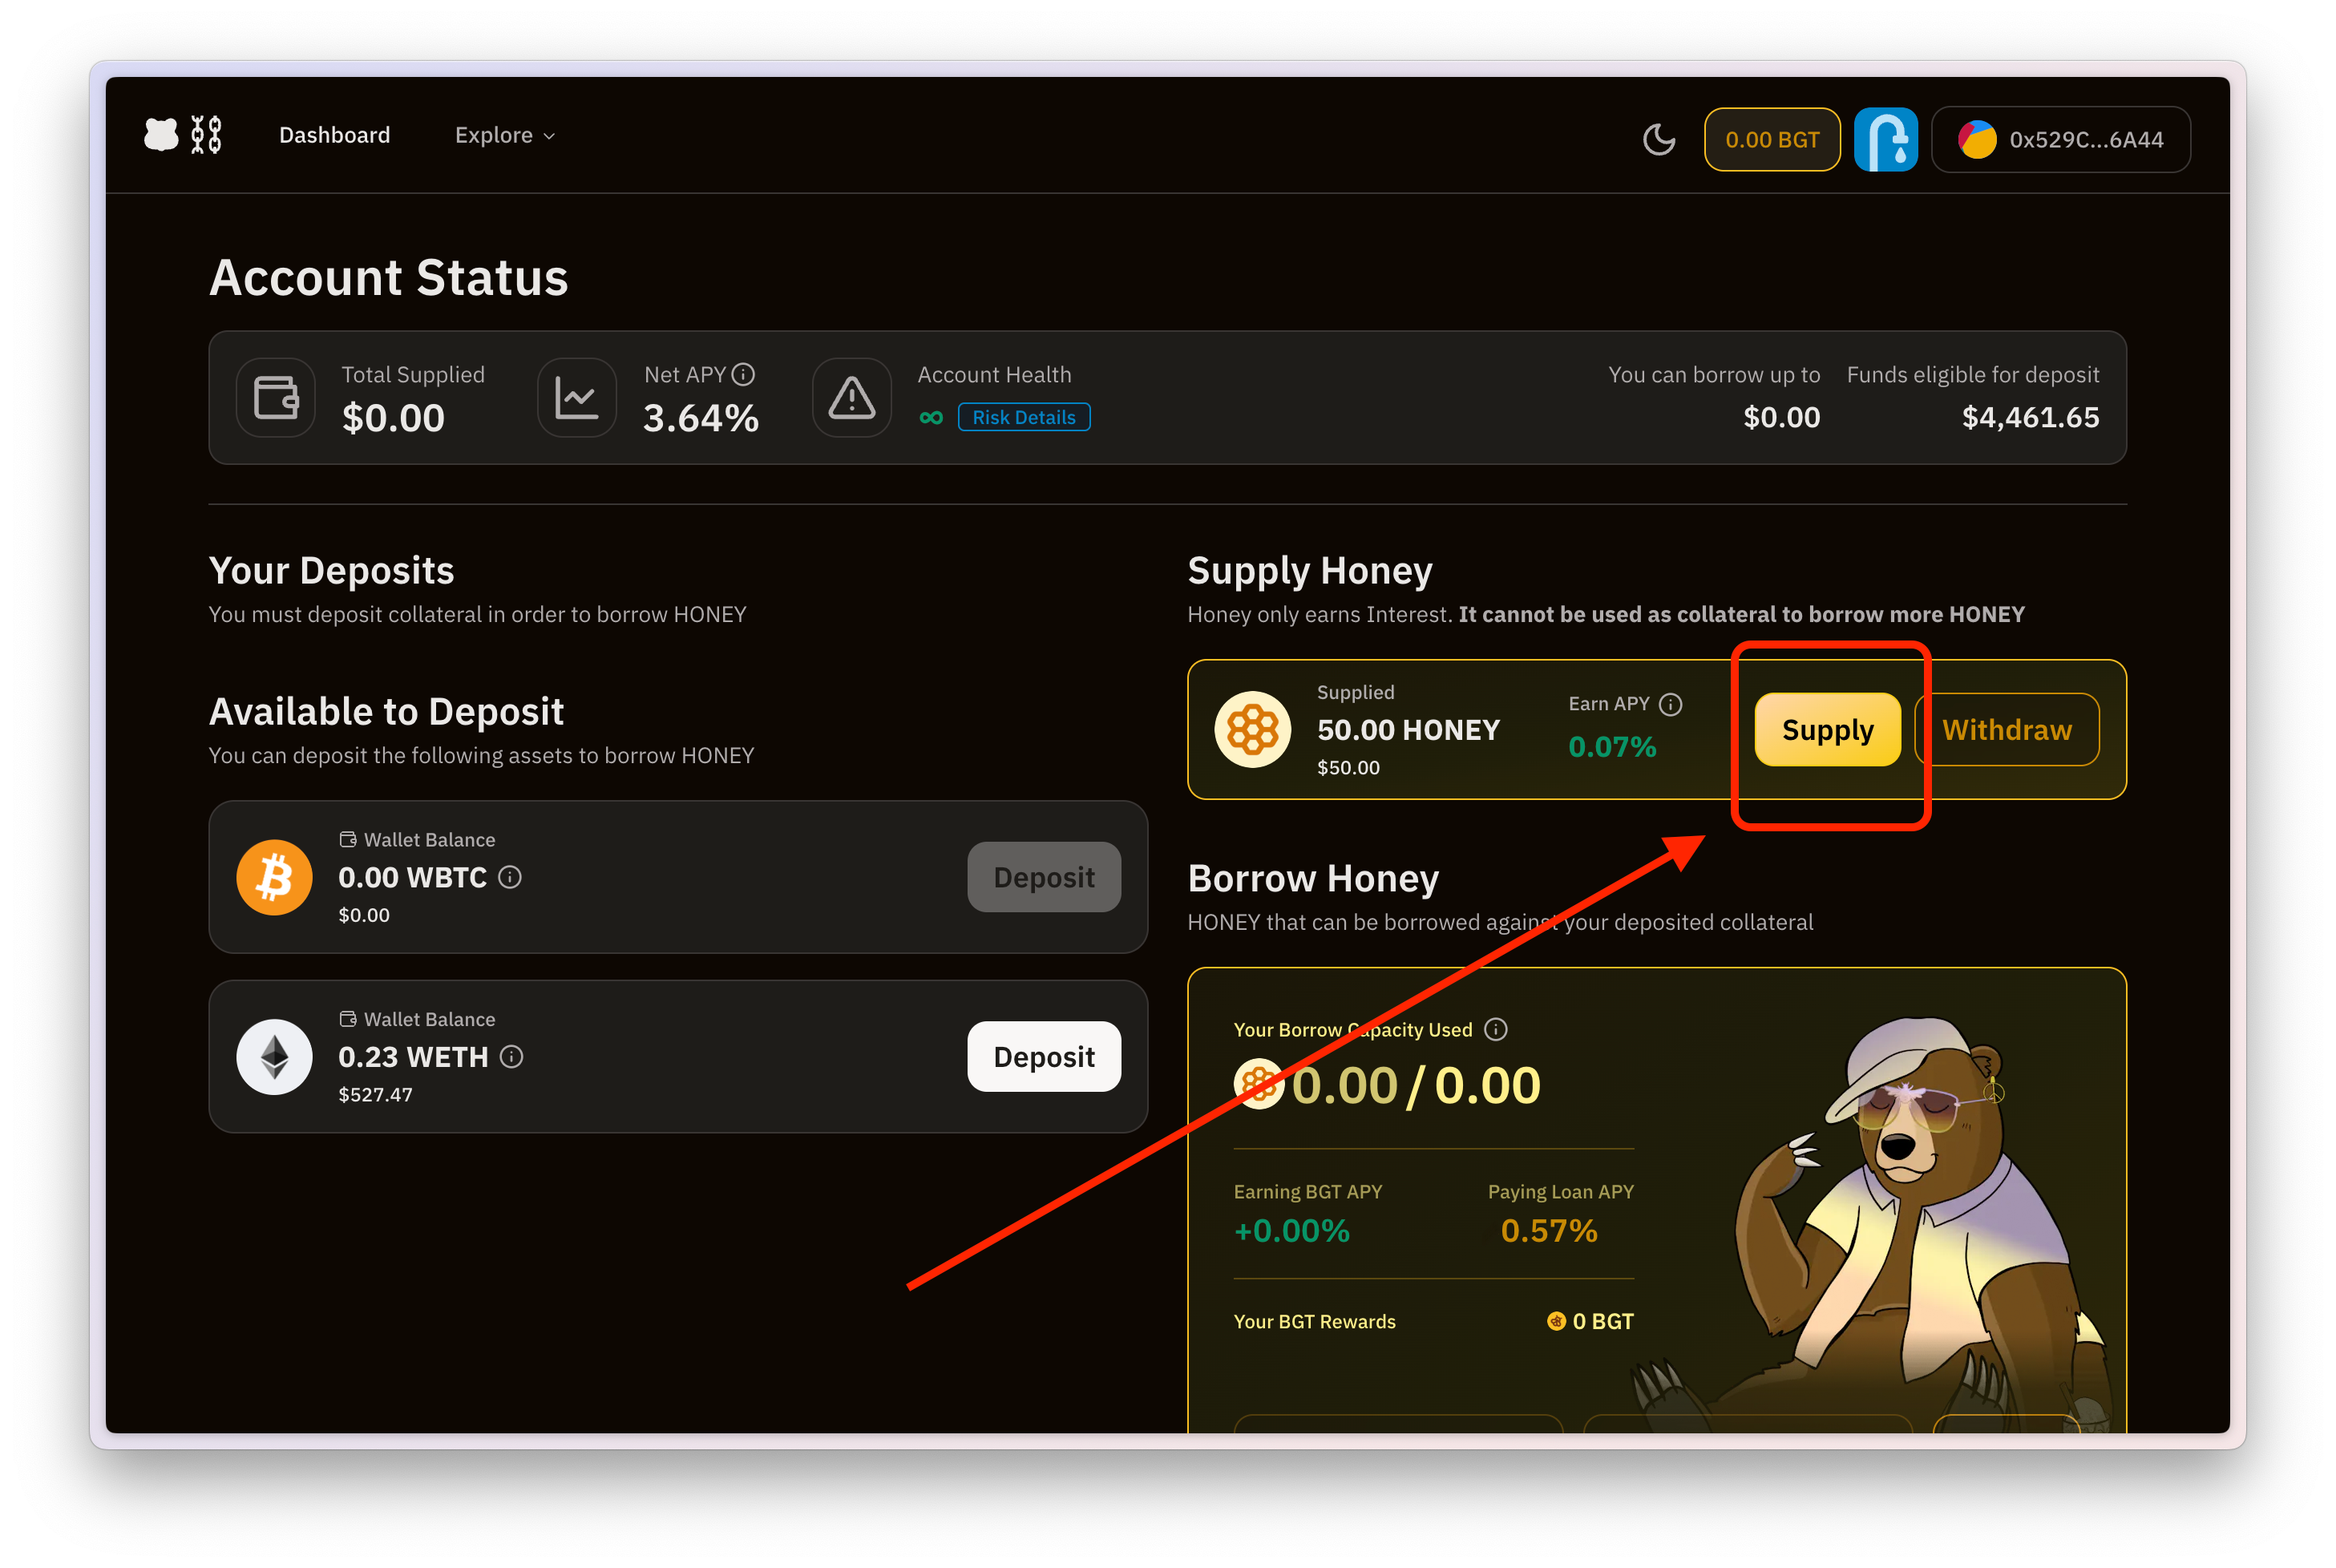 Dashboard
Explore
0.00 BGT
0x529C...6A44
Account Status
Total Supplied
$0.00
Net APY
3.64%
Account Health
∞
Risk Details
You can borrow up to
$0.00
Funds eligible for deposit
$4,461.65
Your Deposits
You must deposit collateral in order to borrow HONEY
Available to Deposit
You can deposit the following assets to borrow HONEY
Wallet Balance
0.00 WBTC
$0.00
Deposit
Wallet Balance
0.23 WETH
$527.47
Deposit
Supply Honey
Honey only earns Interest. It cannot be used as collateral to borrow more HONEY
Supplied
50.00 HONEY
$50.00
Earn APY
0.07%
Supply
Withdraw
Borrow Honey
HONEY that can be borrowed against your deposited collateral
Your Borrow Capacity Used
0.00 / 0.00
Earning BGT APY
+0.00%
Paying Loan APY
0.57%
Your BGT Rewards
0 BGT